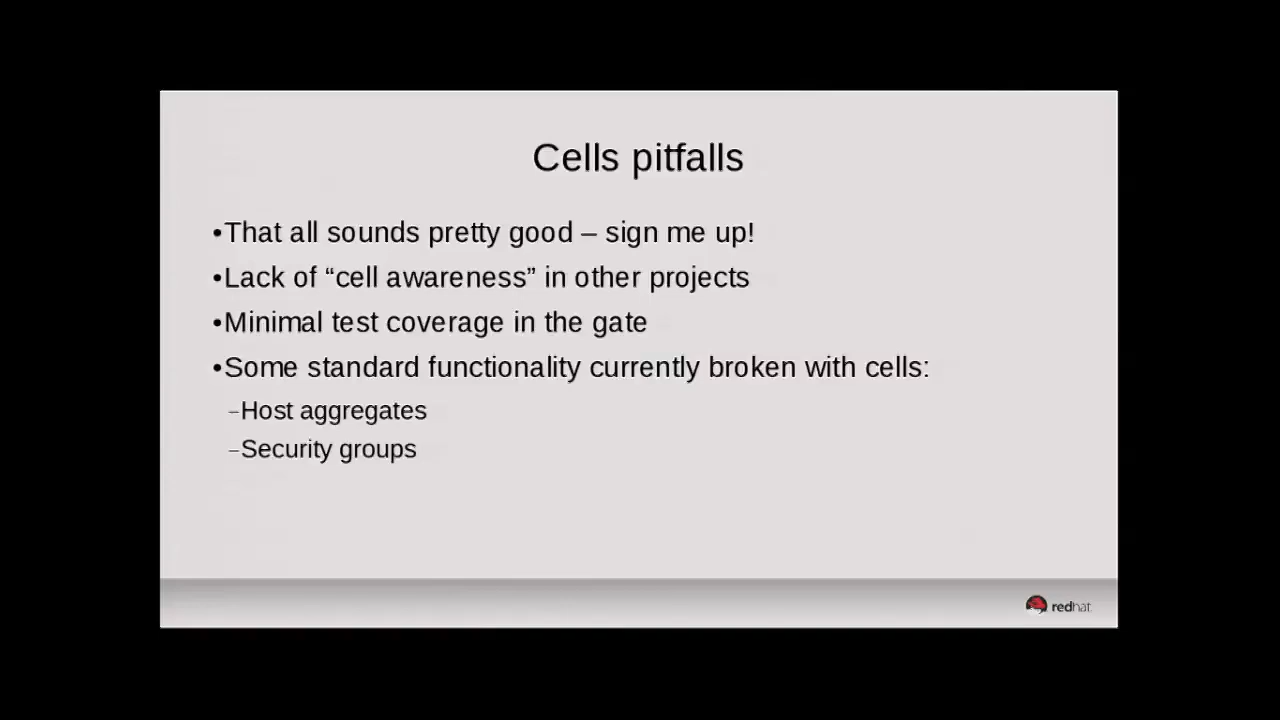 Cells pitfalls
•That all sounds pretty good – sign me up!
•Lack of “cell awareness” in other projects
•Minimal test coverage in the gate
•Some standard functionality currently broken with cells:
–Host aggregates
–Security groups
redhat